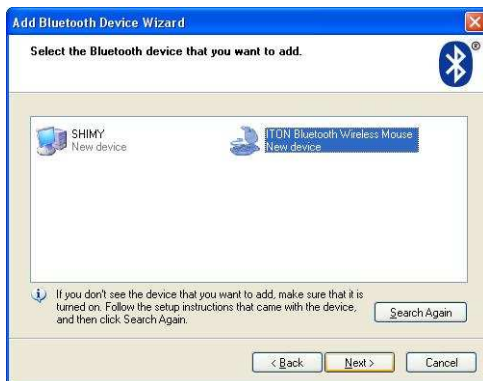 Add Bluetooth Device Wizard
Select the Bluetooth device that you want to add.
®
SHIMY
New device
ITON Bluetooth Wireless Mouse
New device
If you don't see the device that you want to add, make sure that it is
turned on. Follow the setup instructions that came with the device,
and then click Search Again.
Search Again
< Back
Next >
Cancel